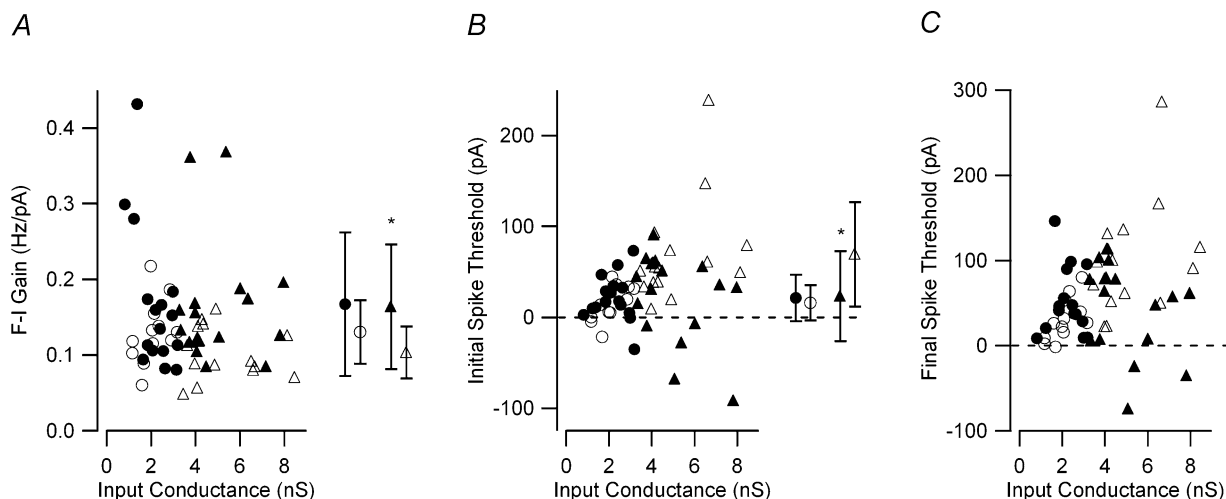 A
F-I Gain (Hz/pA)
0.4
0.3
0.2
0.1
0.0
0 2 4 6 8
Input Conductance (nS)
*
B
Initial Spike Threshold (pA)
200
100
0
-100
0 2 4 6 8
Input Conductance (nS)
*
C
Final Spike Threshold (pA)
300
200
100
0
-100
0 2 4 6 8
Input Conductance (nS)